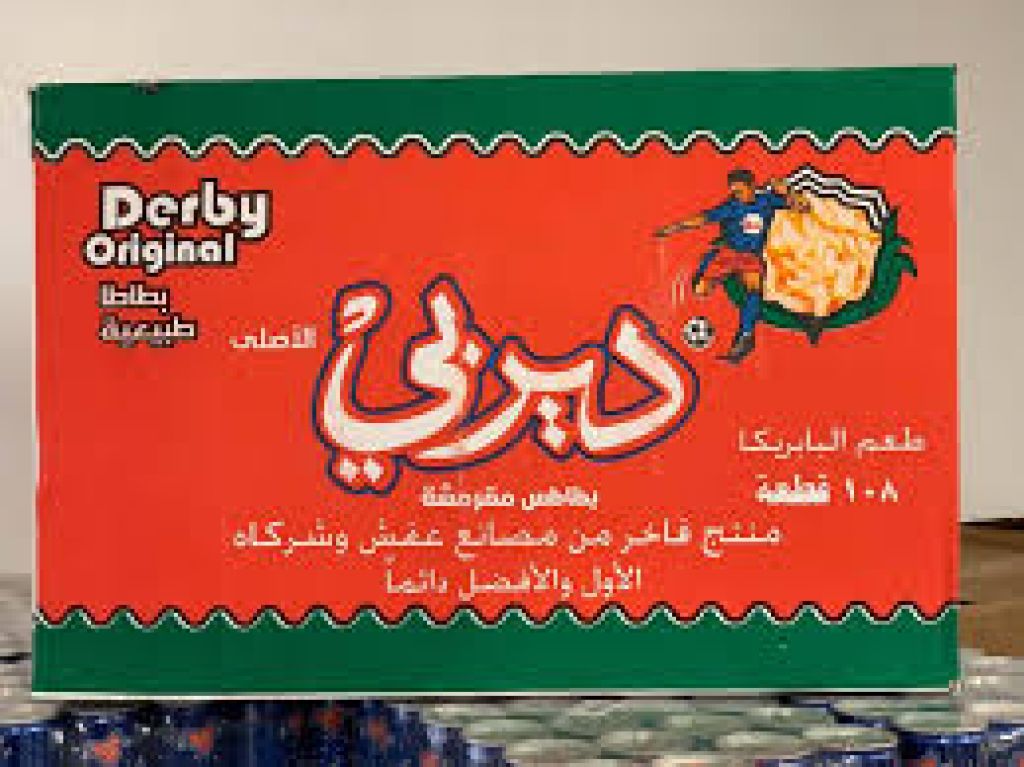 Derby
Original
بطاطا
طبيعية
الأصلي
ديربي
طعم البابريكا
١٠٨ قطعة
بطاطس مقرمشة
منتج فاخر من مصانع عفش وشركاه
الأول والأفضل دائماً